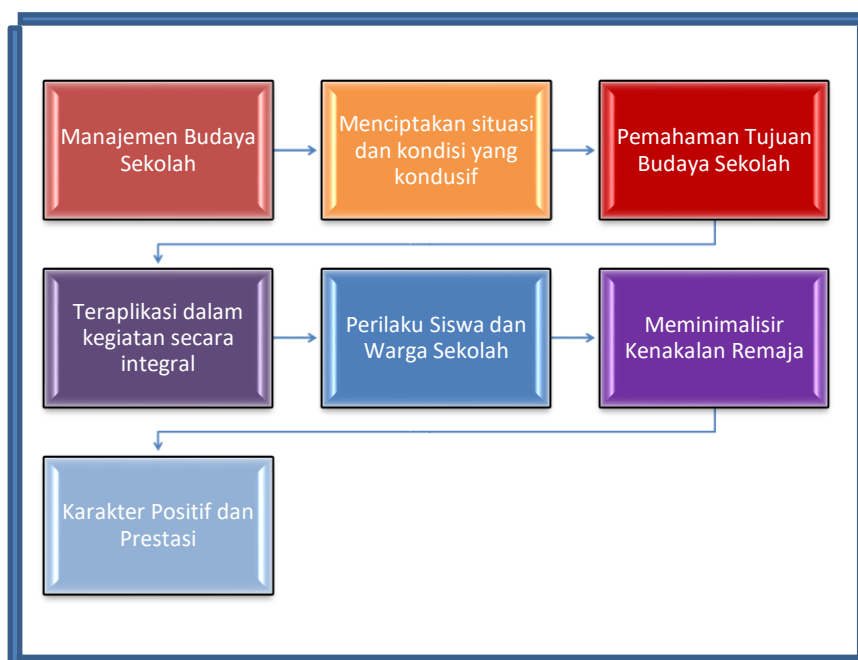 Manajemen Budaya
Sekolah
Menciptakan situasi
dan kondisi yang
kondusif
Pemahaman Tujuan
Budaya Sekolah
Teraplikasi dalam
kegiatan secara
integral
Perilaku Siswa dan
Warga Sekolah
Meminimalisir
Kenakalan Remaja
Karakter Positif dan
Prestasi